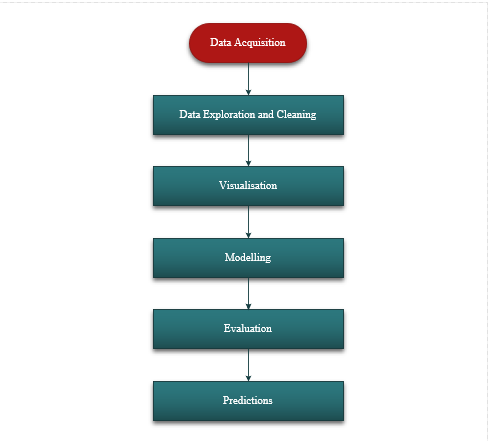 Data Acquisition
Data Exploration and Cleaning
Visualisation
Modelling
Evaluation
Predictions